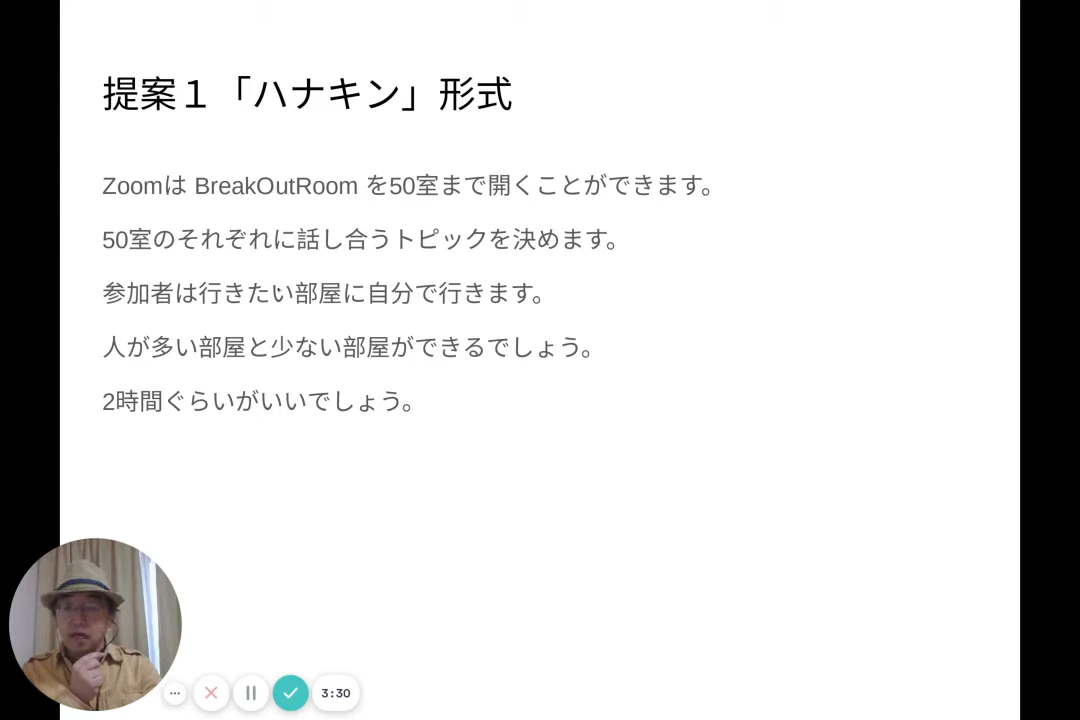 提案１「ハナキン」形式
Zoomは BreakOutRoom を50室まで開くことができます。
50室のそれぞれに話し合うトピックを決めます。
参加者は行きたい部屋に自分で行きます。
人が多い部屋と少ない部屋ができるでしょう。
2時間ぐらいがいいでしょう。
3:30